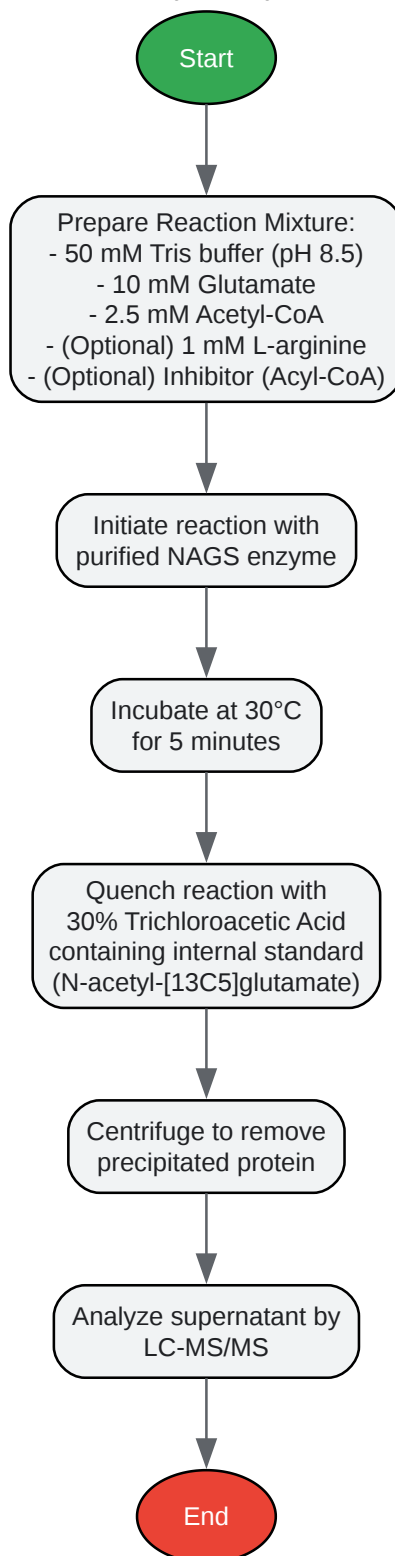 Start
Prepare Reaction Mixture:
- 50 mM Tris buffer (pH 8.5)
- 10 mM Glutamate
- 2.5 mM Acetyl-CoA
- (Optional) 1 mM L-arginine
- (Optional) Inhibitor (Acyl-CoA)
Initiate reaction with
purified NAGS enzyme
Incubate at 30°C
for 5 minutes
Quench reaction with
30% Trichloroacetic Acid
containing internal standard
(N-acetyl-[13C5]glutamate)
Centrifuge to remove
precipitated protein
Analyze supernatant by
LC-MS/MS
End